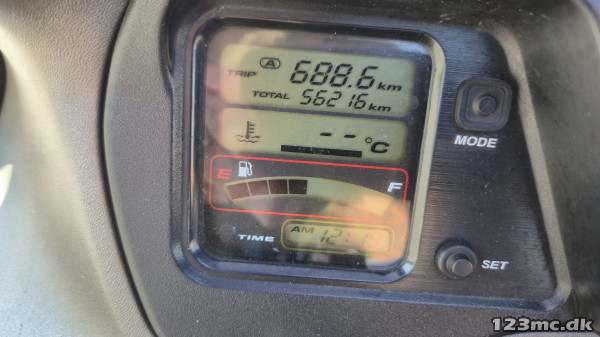 TRIP A 688.6 km
TOTAL 56216 km
MODE
-- °C
E F
TIME AM
SET
123mc.dk